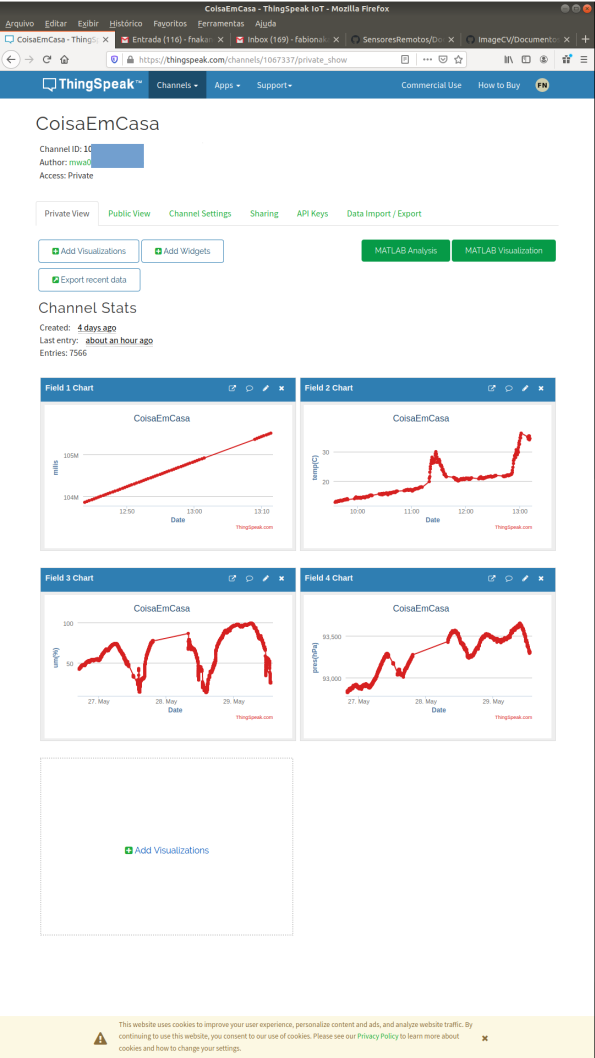 CoisaEmCasa - ThingSpeak IoT - Mozilla Firefox
Arquivo Editar Exibir Histórico Favoritos Ferramentas Ajuda
CoisaEmCasa - ThingSp Entrada (116) - fnakan Inbox (169) - fabionak SensoresRemotos/Do ImageCV/Documento
https://thingspeak.com/channels/1067337/private_show
ThingSpeak™ Channels Apps Support Commercial Use How to Buy FN
CoisaEmCasa
Channel ID: 10
Author: mwa0
Access: Private
Private View Public View Channel Settings Sharing API Keys Data Import / Export
Add Visualizations Add Widgets MATLAB Analysis MATLAB Visualization
Export recent data
Channel Stats
Created: 4 days ago
Last entry: about an hour ago
Entries: 7566
Field 1 Chart
CoisaEmCasa
105M
104M
milis
12:50 13:00 13:10
Date
ThingSpeak.com
Field 2 Chart
CoisaEmCasa
30
20
temp(C)
10:00 11:00 12:00 13:00
Date
ThingSpeak.com
Field 3 Chart
CoisaEmCasa
100
50
um(%)
27. May 28. May 29. May
Date
ThingSpeak.com
Field 4 Chart
CoisaEmCasa
93,500
93,000
pres(hPa)
27. May 28. May 29. May
Date
ThingSpeak.com
Add Visualizations
This website uses cookies to improve your user experience, personalize content and ads, and analyze website traffic. By
continuing to use this website, you consent to our use of cookies. Please see our Privacy Policy to learn more about
cookies and how to change your settings.